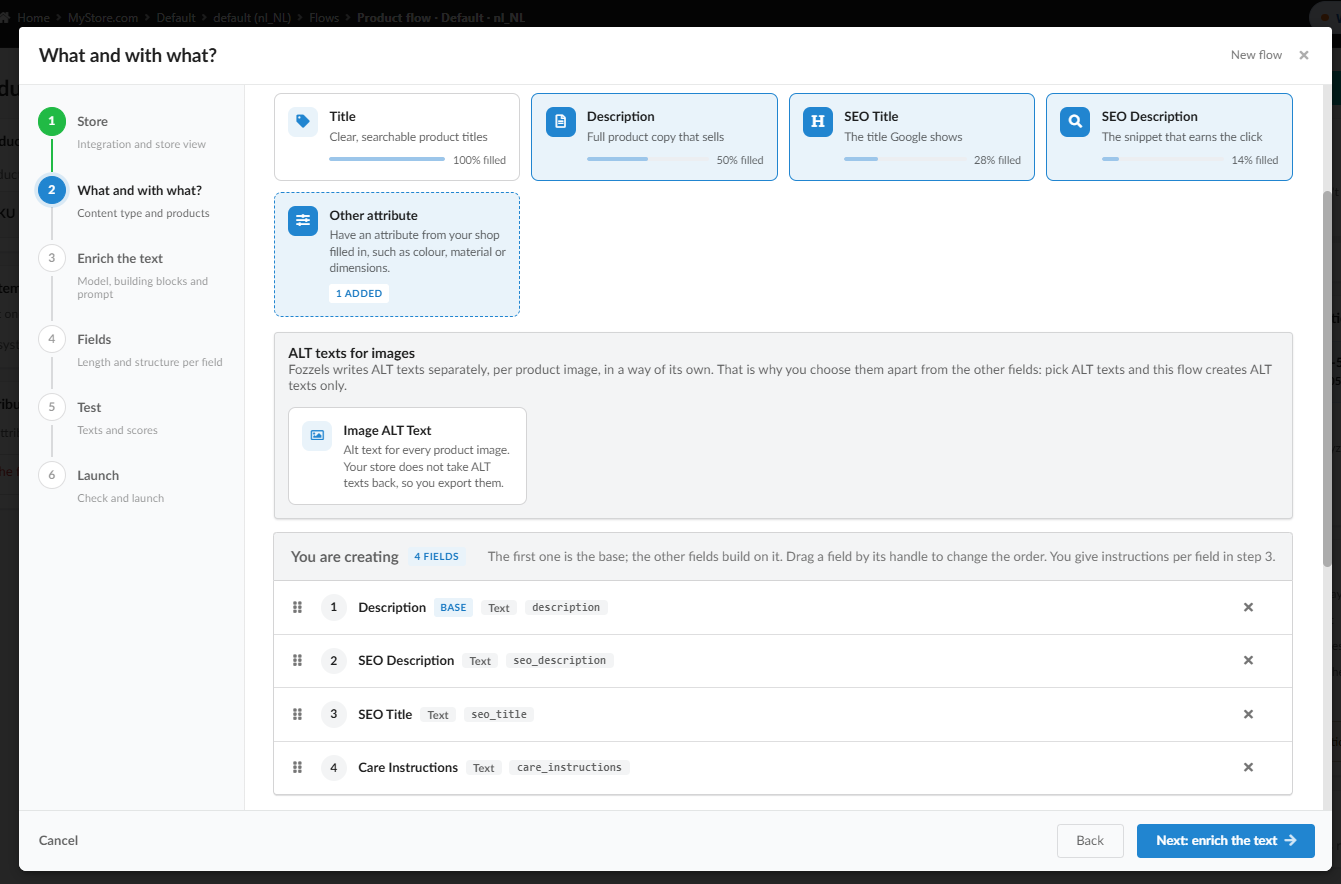 Home > MyStore.com > Default > default (nl_NL) > Flows > Product flow - Default - nl_NL
What and with what?
New flow
1
Store
Integration and store view
2
What and with what?
Content type and products
3
Enrich the text
Model, building blocks and
prompt
4
Fields
Length and structure per field
5
Test
Texts and scores
6
Launch
Check and launch
Title
Clear, searchable product titles
100% filled
Description
Full product copy that sells
50% filled
H
SEO Title
The title Google shows
28% filled
SEO Description
The snippet that earns the click
14% filled
Other attribute
Have an attribute from your shop
filled in, such as colour, material or
dimensions.
1 ADDED
ALT texts for images
Fozzels writes ALT texts separately, per product image, in a way of its own. That is why you choose them apart from the other fields: pick ALT texts and this flow creates ALT
texts only.
Image ALT Text
Alt text for every product image.
Your store does not take ALT
texts back, so you export them.
You are creating 4 FIELDS The first one is the base; the other fields build on it. Drag a field by its handle to change the order. You give instructions per field in step 3.
1 Description BASE Text description
2 SEO Description Text seo_description
3 SEO Title Text seo_title
4 Care Instructions Text care_instructions
Cancel
Back
Next: enrich the text